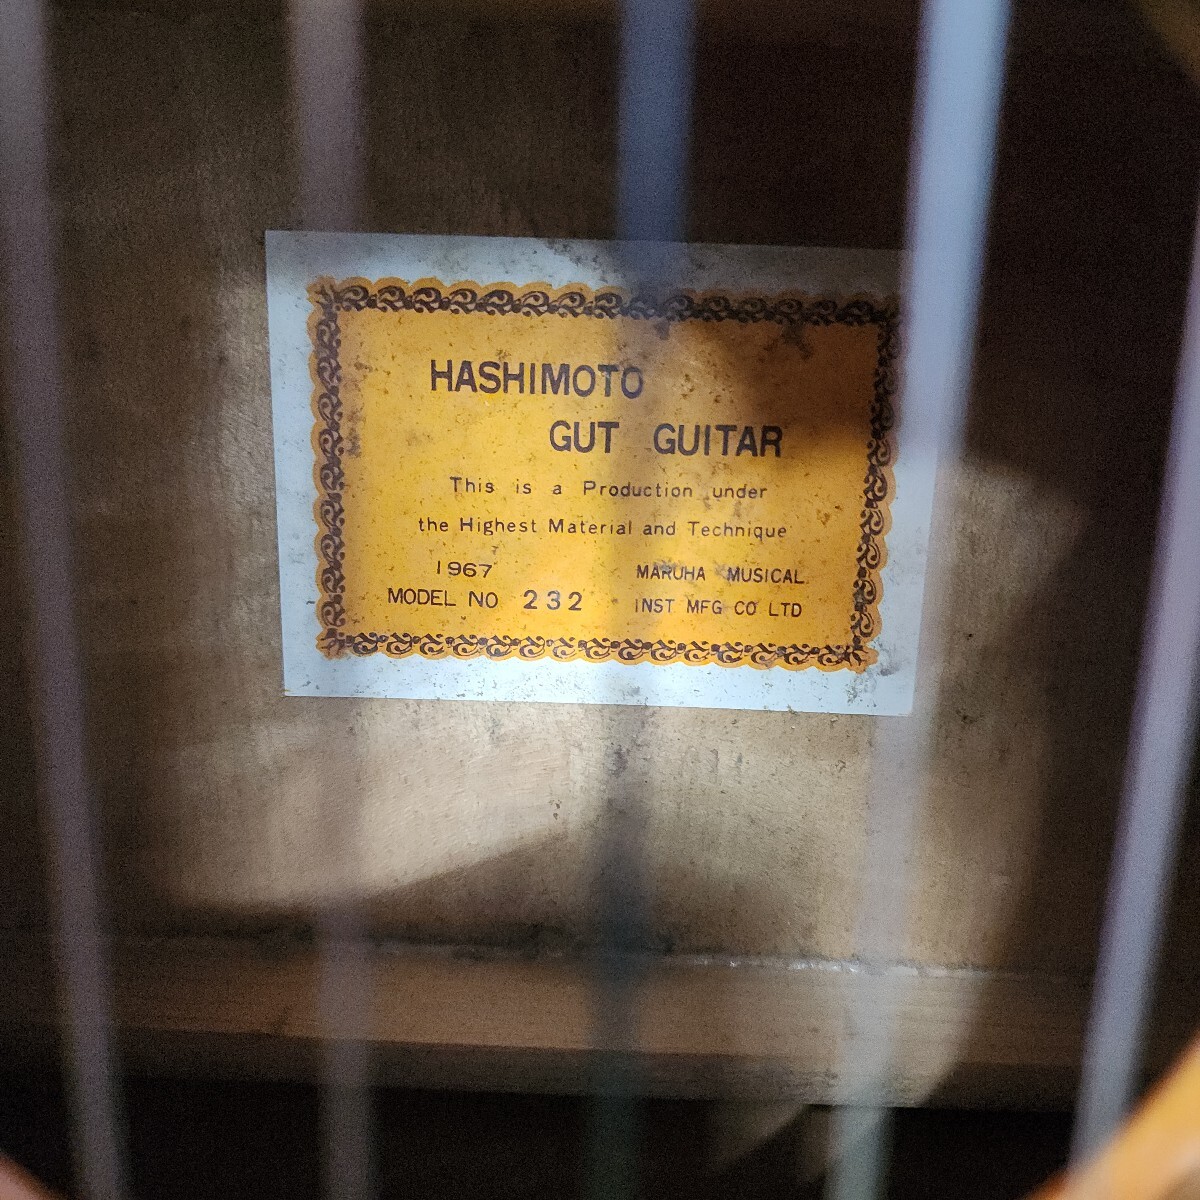 HASHIMOTO
GUT GUITAR
This is a Production under
the Highest Material and Technique
1967 MARUHA MUSICAL
MODEL NO 232 INST MFG CO LTD